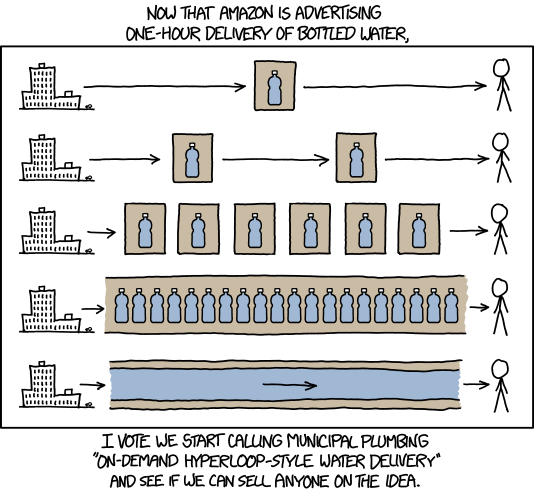 NOW THAT AMAZON IS ADVERTISING
ONE-HOUR DELIVERY OF BOTTLED WATER,
I VOTE WE START CALLING MUNICIPAL PLUMBING
"ON-DEMAND HYPERLOOP-STYLE WATER DELIVERY"
AND SEE IF WE CAN SELL ANYONE ON THE IDEA.